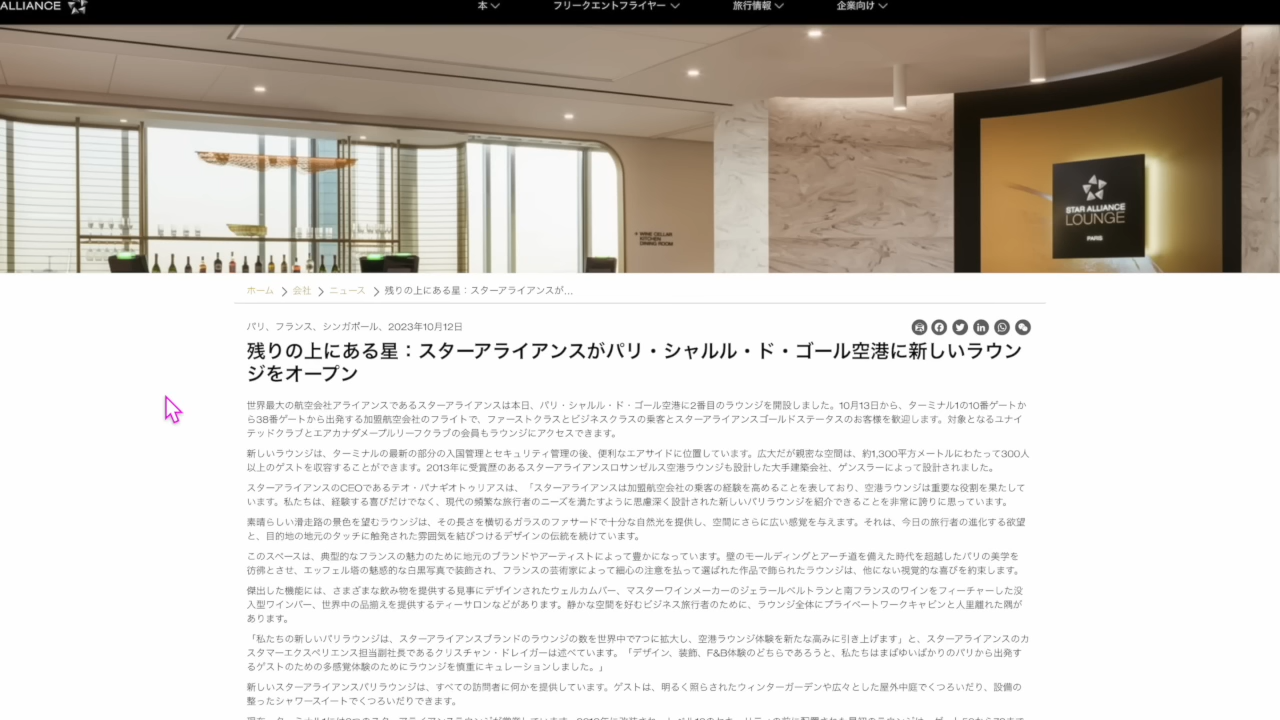 ALLIANCE
本
フリークエントフライヤー
旅行情報
企業向け
WINE CELLAR
KITCHEN
DINING ROOM
STAR ALLIANCE
LOUNGE
PARIS
ホーム > 会社 > ニュース > 残りの上にある星：スターアライアンスが...
パリ、フランス、シンガポール、2023年10月12日
残りの上にある星：スターアライアンスがパリ・シャルル・ド・ゴール空港に新しいラウン
ジをオープン
世界最大の航空会社アライアンスであるスターアライアンスは本日、パリ・シャルル・ド・ゴール空港に2番目のラウンジを開設しました。10月13日から、ターミナル1の10番ゲートか
ら38番ゲートから出発する加盟航空会社のフライトで、ファーストクラスとビジネスクラスの乗客とスターアライアンスゴールドステータスのお客様を歓迎します。対象となるユナイ
テッドクラブとエアカナダメープルリーフクラブの会員もラウンジにアクセスできます。
新しいラウンジは、ターミナルの最新の部分の入国管理とセキュリティ管理の後、便利なエアサイドに位置しています。広大だが親密な空間は、約1,300平方メートルにわたって300人
以上のゲストを収容することができます。2013年に受賞歴のあるスターアライアンスロサンゼルス空港ラウンジも設計した大手建築会社、ゲンスラーによって設計されました。
スターアライアンスのCEOであるテオ・パナギオトゥリアスは、「スターアライアンスは加盟航空会社の乗客の経験を高めることを表しており、空港ラウンジは重要な役割を果たして
います。私たちは、経験する喜びだけでなく、現代の頻繁な旅行者のニーズを満たすように思慮深く設計された新しいパリラウンジを紹介できることを非常に誇りに思っています。
素晴らしい滑走路の景色を望むラウンジは、その長さを横切るガラスのファサードで十分な自然光を提供し、空間にさらに広い感覚を与えます。それは、今日の旅行者の進化する欲望
と、目的地の地元のタッチに触発された雰囲気を結びつけるデザインの伝統を続けています。
このスペースは、典型的なフランスの魅力のために地元のブランドやアーティストによって豊かになっています。壁のモールディングとアーチ道を備えた時代を超越したパリの美学を
彷彿とさせ、エッフェル塔の魅惑的な白黒写真で装飾され、フランスの芸術家によって細心の注意を払って選ばれた作品で飾られたラウンジは、他にない視覚的な喜びを約束します。
傑出した機能には、さまざまな飲み物を提供する見事にデザインされたウェルカムバー、マスターワインメーカーのジェラールベルトランと南フランスのワインをフィーチャーした没
入型ワインバー、世界中の品揃えを提供するティーサロンなどがあります。静かな空間を好むビジネス旅行者のために、ラウンジ全体にプライベートワークキャビンと人里離れた隅が
あります。
「私たちの新しいパリラウンジは、スターアライアンスブランドのラウンジの数を世界中で7つに拡大し、空港ラウンジ体験を新たな高みに引き上げます」と、スターアライアンスのカ
スタマーエクスペリエンス担当副社長であるクリスチャン・ドレイガーは述べています。「デザイン、装飾、F&B体験のどちらであろうと、私たちはまばゆいばかりのパリから出発す
るゲストのための多感覚体験のためにラウンジを慎重にキュレーションしました。」
新しいスターアライアンスパリラウンジは、すべての訪問者に何かを提供しています。ゲストは、明るく照らされたウィンターガーデンや広々とした屋外中庭でくつろいだり、設備の
整ったシャワースイートでくつろいだりできます。